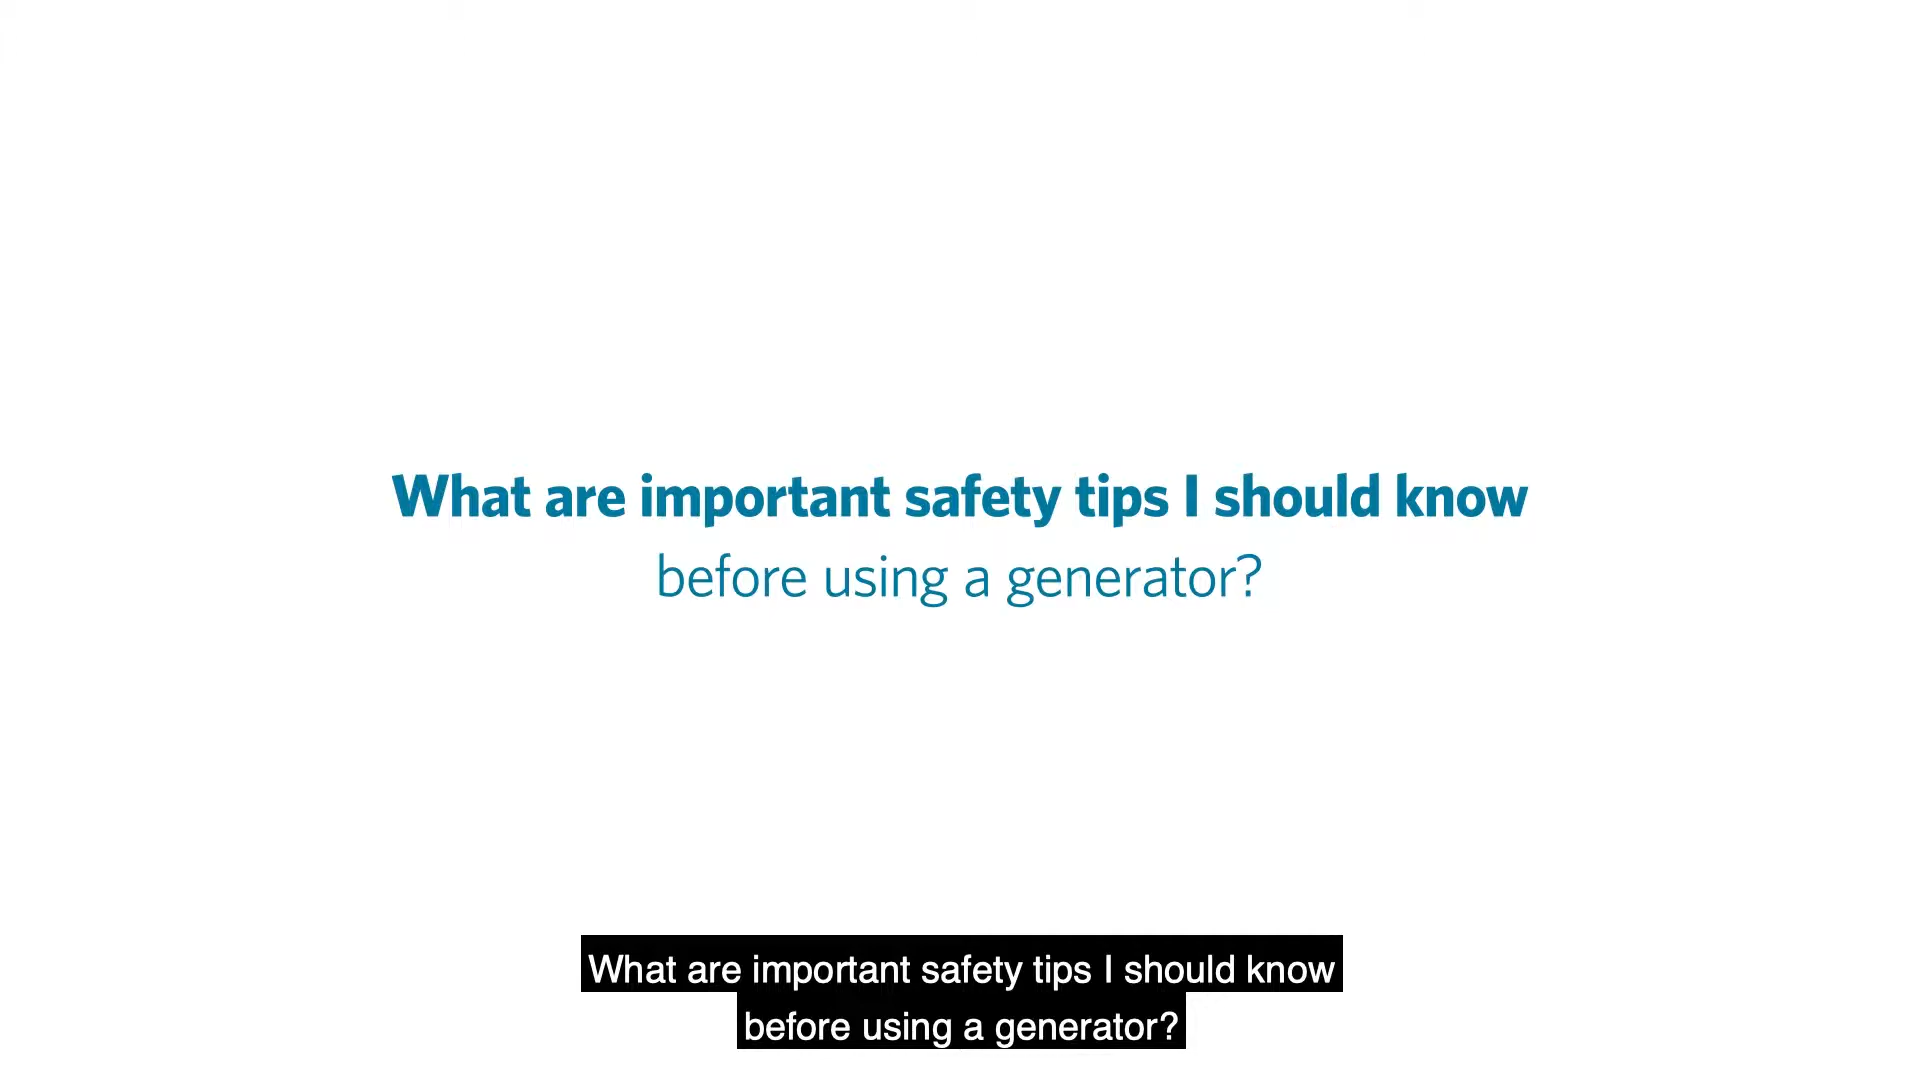 What are important safety tips I should know
before using a generator?
What are important safety tips I should know
before using a generator?